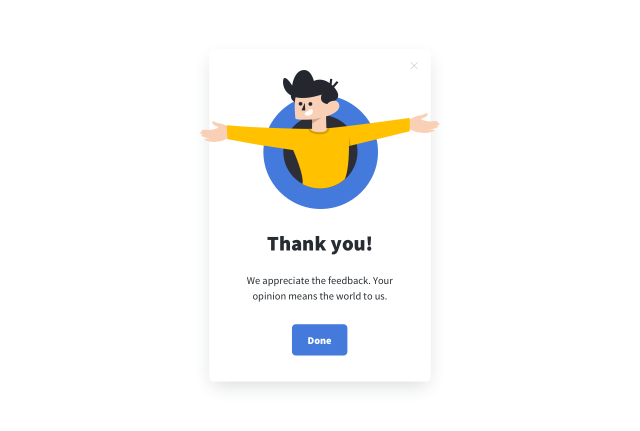 Thank you!
We appreciate the feedback. Your
opinion means the world to us.
Done